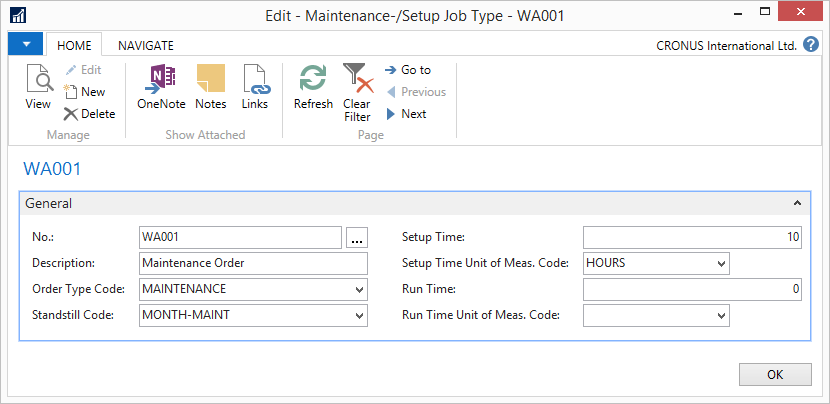 Edit - Maintenance-/Setup Job Type - WA001
HOME NAVIGATE CRONUS International Ltd. ?
View
Edit
New
Delete
Manage
OneNote
Notes
Links
Show Attached
Refresh
Clear
Filter
Go to
Previous
Next
Page
WA001
General
No.: WA001 ...
Description: Maintenance Order
Order Type Code: MAINTENANCE
Standstill Code: MONTH-MAINT
Setup Time: 10
Setup Time Unit of Meas. Code: HOURS
Run Time: 0
Run Time Unit of Meas. Code:
OK